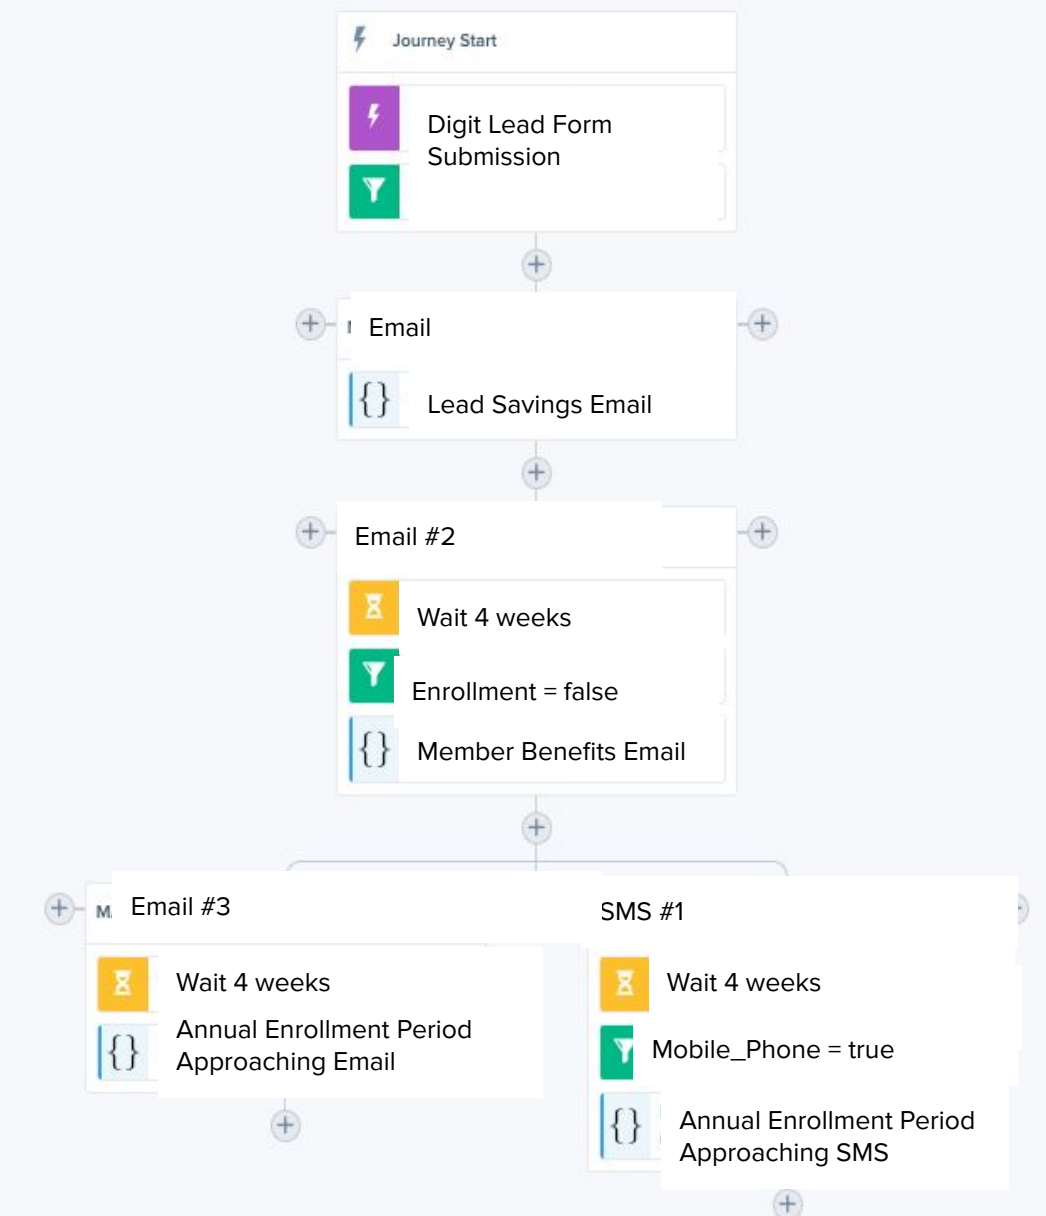 Journey Start
Digit Lead Form
Submission
Email
{} Lead Savings Email
Email #2
Wait 4 weeks
Enrollment = false
{} Member Benefits Email
Email #3
Wait 4 weeks
Annual Enrollment Period
{} Approaching Email
SMS #1
Wait 4 weeks
Mobile_Phone = true
{} Annual Enrollment Period
Approaching SMS